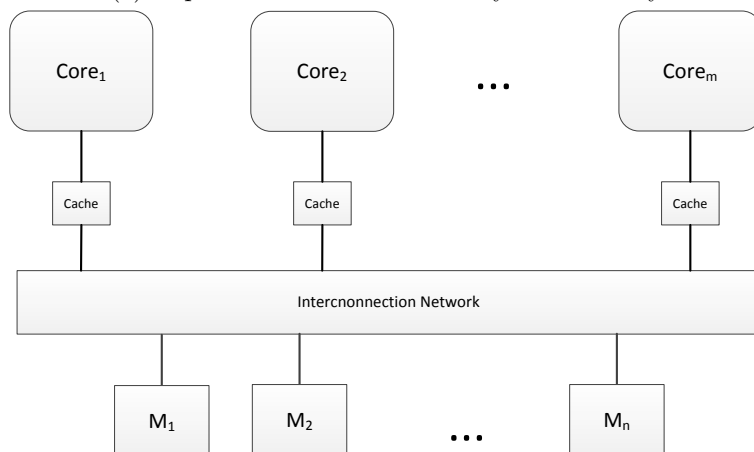 Core₁ Core₂ ... Coreₘ
Cache Cache Cache
Intercnonnection Network
M₁ M₂ ... Mₙ